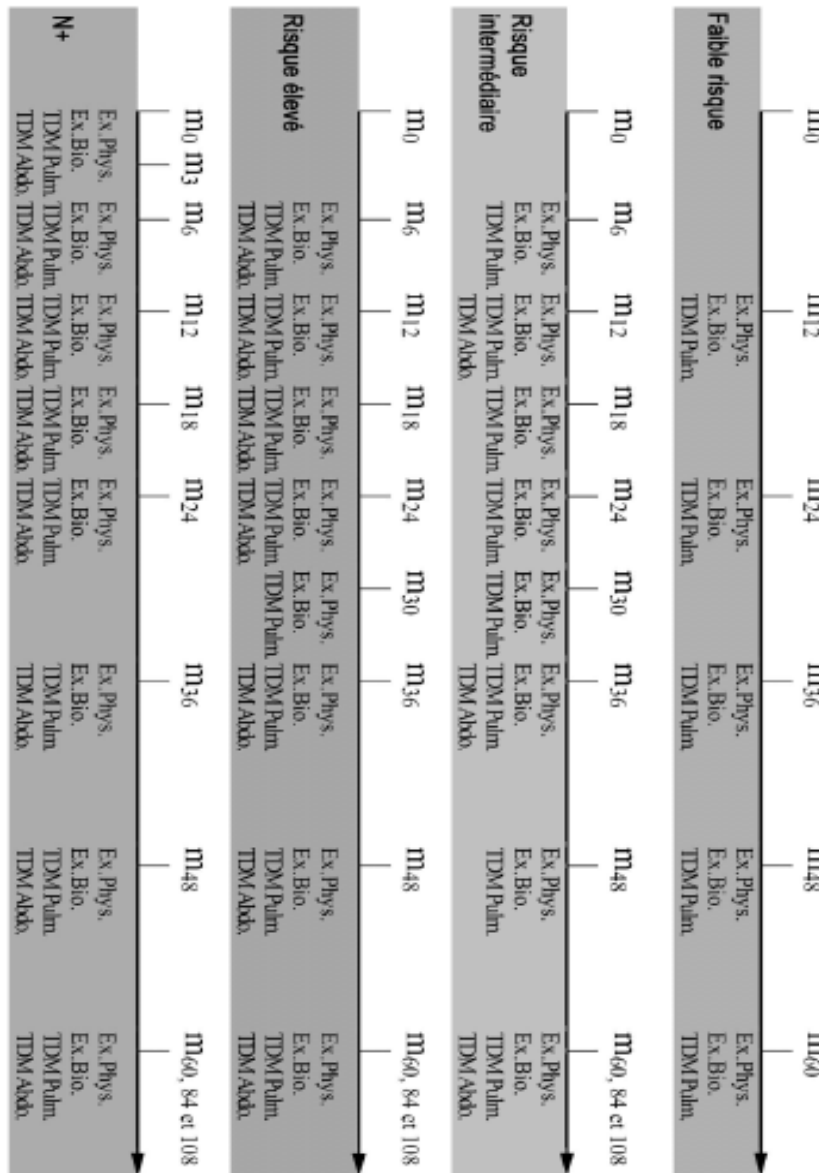 m₀ m₁₂ m₂₄ m₃₆ m₄₈ m₆₀
Faible risque
Ex.Phys. Ex.Phys. Ex.Phys. Ex.Phys. Ex.Phys.
Ex.Bio. Ex.Bio. Ex.Bio. Ex.Bio. Ex.Bio.
TDM Pulm. TDM Pulm. TDM Pulm. TDM Pulm. TDM Pulm.
m₀ m₆ m₁₂ m₁₈ m₂₄ m₃₀ m₃₆ m₄₈ m₆₀, ₈₄ et ₁₀₈
Risque
intermédiaire
Ex.Phys. Ex.Phys. Ex.Phys. Ex.Phys. Ex.Phys. Ex.Phys. Ex.Phys. Ex.Phys.
Ex.Bio. Ex.Bio. Ex.Bio. Ex.Bio. Ex.Bio. Ex.Bio. Ex.Bio. Ex.Bio.
TDM Pulm. TDM Pulm. TDM Pulm. TDM Pulm. TDM Pulm. TDM Pulm. TDM Pulm. TDM Pulm.
TDM Abdo. TDM Abdo. TDM Abdo.
m₀ m₆ m₁₂ m₁₈ m₂₄ m₃₀ m₃₆ m₄₈ m₆₀, ₈₄ et ₁₀₈
Risque élevé
Ex.Phys. Ex.Phys. Ex.Phys. Ex.Phys. Ex.Phys. Ex.Phys. Ex.Phys. Ex.Phys.
Ex.Bio. Ex.Bio. Ex.Bio. Ex.Bio. Ex.Bio. Ex.Bio. Ex.Bio. Ex.Bio.
TDM Pulm. TDM Pulm. TDM Pulm. TDM Pulm. TDM Pulm. TDM Pulm. TDM Pulm. TDM Pulm.
TDM Abdo. TDM Abdo. TDM Abdo. TDM Abdo. TDM Abdo. TDM Abdo. TDM Abdo.
m₀ m₃ m₆ m₁₂ m₁₈ m₂₄ m₃₆ m₄₈ m₆₀, ₈₄ et ₁₀₈
N+
Ex.Phys. Ex.Phys. Ex.Phys. Ex.Phys. Ex.Phys. Ex.Phys. Ex.Phys. Ex.Phys.
Ex.Bio. Ex.Bio. Ex.Bio. Ex.Bio. Ex.Bio. Ex.Bio. Ex.Bio. Ex.Bio.
TDM Pulm. TDM Pulm. TDM Pulm. TDM Pulm. TDM Pulm. TDM Pulm. TDM Pulm. TDM Pulm.
TDM Abdo. TDM Abdo. TDM Abdo. TDM Abdo. TDM Abdo. TDM Abdo. TDM Abdo. TDM Abdo.